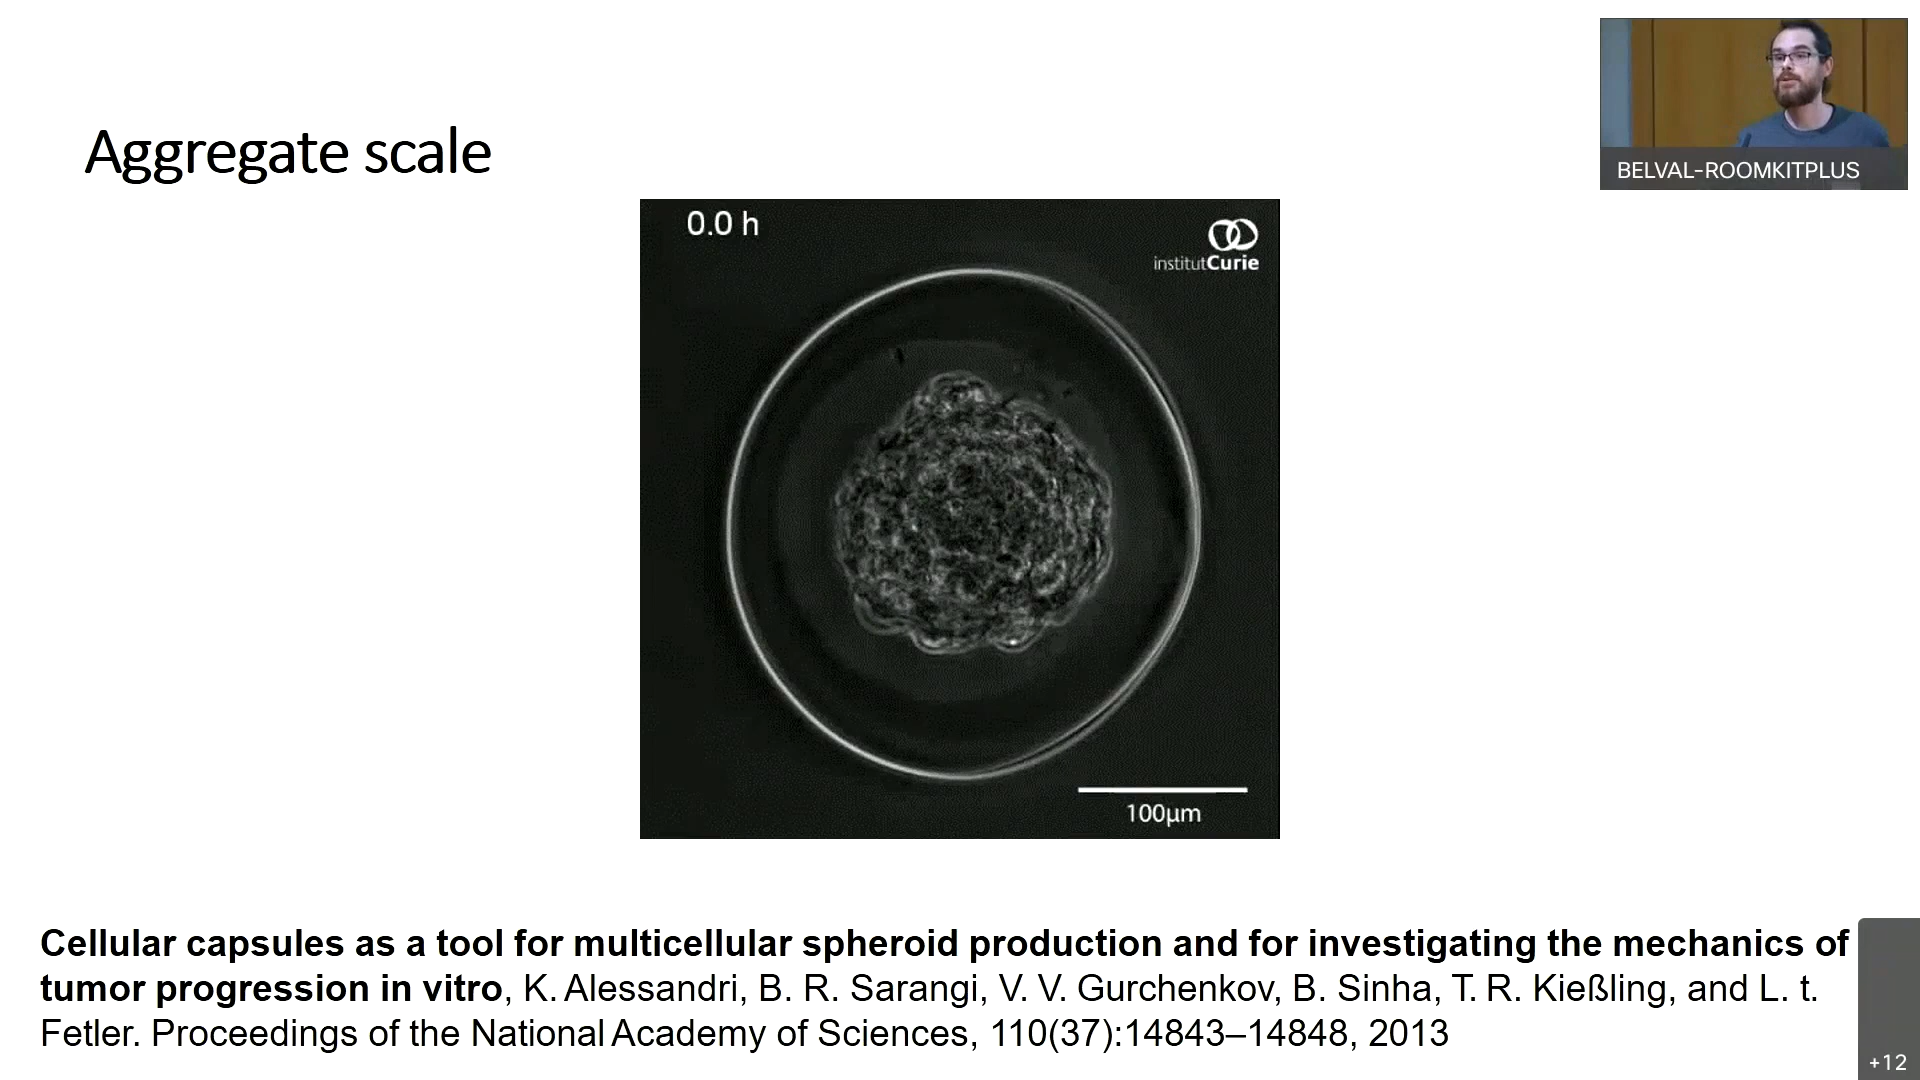 BELVAL-ROOMKITPLUS
Aggregate scale
0.0 h
institutCurie
100µm
Cellular capsules as a tool for multicellular spheroid production and for investigating the mechanics of
tumor progression in vitro, K. Alessandri, B. R. Sarangi, V. V. Gurchenkov, B. Sinha, T. R. Kießling, and L. t.
Fetler. Proceedings of the National Academy of Sciences, 110(37):14843–14848, 2013
+12